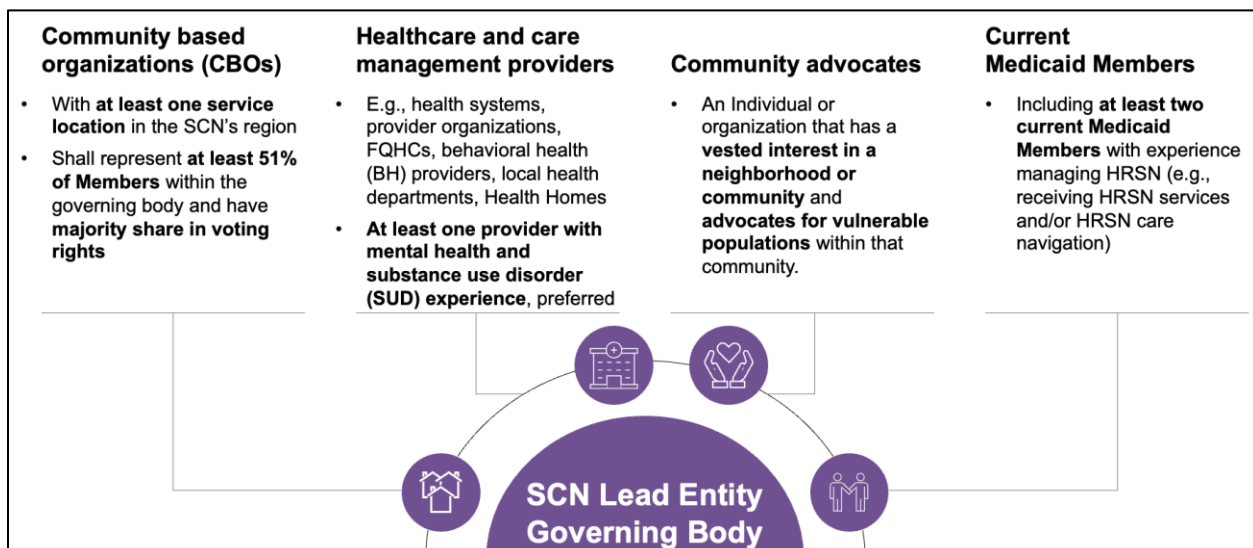 Community based
organizations (CBOs)
• With at least one service
location in the SCN's region
• Shall represent at least 51%
of Members within the
governing body and have
majority share in voting
rights
Healthcare and care
management providers
• E.g., health systems,
provider organizations,
FQHCs, behavioral health
(BH) providers, local health
departments, Health Homes
• At least one provider with
mental health and
substance use disorder
(SUD) experience, preferred
Community advocates
• An Individual or
organization that has a
vested interest in a
neighborhood or
community and
advocates for vulnerable
populations within that
community.
Current
Medicaid Members
• Including at least two
current Medicaid
Members with experience
managing HRSN (e.g.,
receiving HRSN services
and/or HRSN care
navigation)
SCN Lead Entity
Governing Body